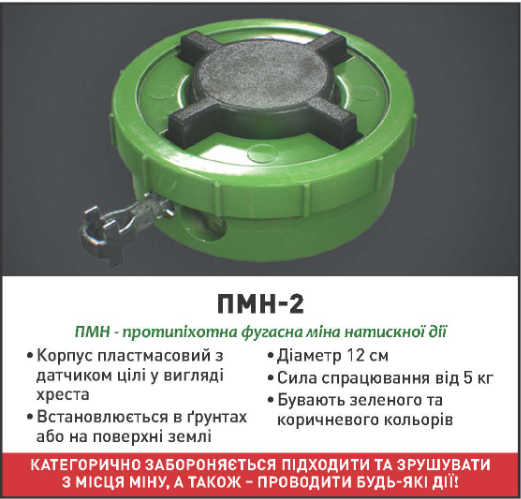 ПМН-2
ПМН - протипіхотна фугасна міна натискної дії
• Корпус пластмасовий з
датчиком цілі у вигляді
хреста
• Встановлюється в ґрунтах
або на поверхні землі
• Діаметр 12 см
• Сила спрацювання від 5 кг
• Бувають зеленого та
коричневого кольорів
КАТЕГОРИЧНО ЗАБОРОНЯЄТЬСЯ ПІДХОДИТИ ТА ЗРУШУВАТИ
З МІСЦЯ МІНУ, А ТАКОЖ – ПРОВОДИТИ БУДЬ-ЯКІ ДІЇ!